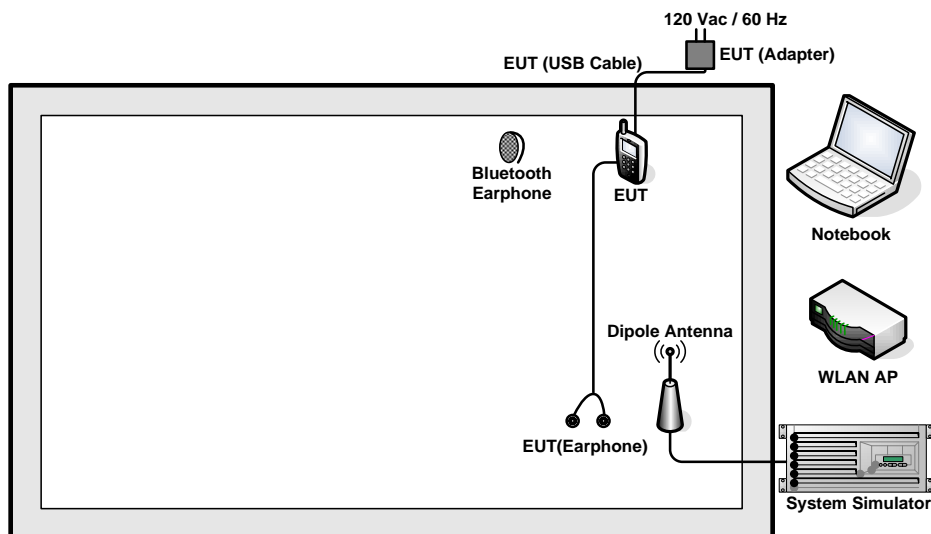 120 Vac / 60 Hz
EUT (USB Cable)
EUT (Adapter)
Bluetooth
Earphone
EUT
Notebook
Dipole Antenna
WLAN AP
EUT(Earphone)
System Simulator